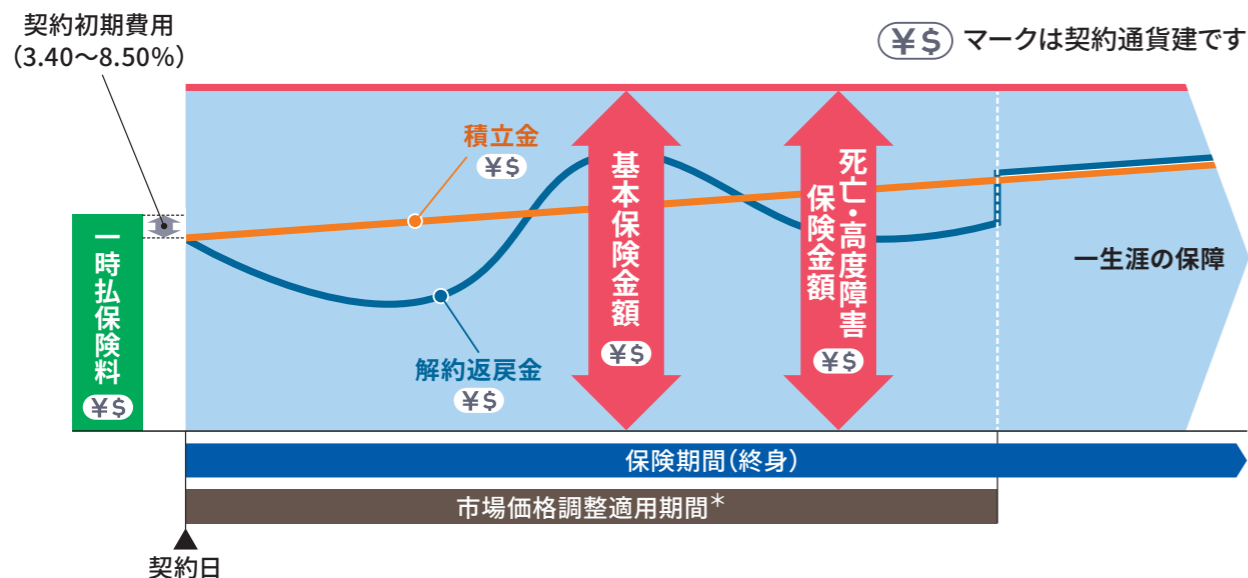 契約初期費用
(3.40〜8.50%)
¥$ マークは契約通貨建です
積立金
¥$
基本保険金額
¥$
死亡・高度障害
保険金額
¥$
一時払保険料
¥$
解約返戻金
¥$
一生涯の保障
保険期間(終身)
市場価格調整適用期間*
契約日